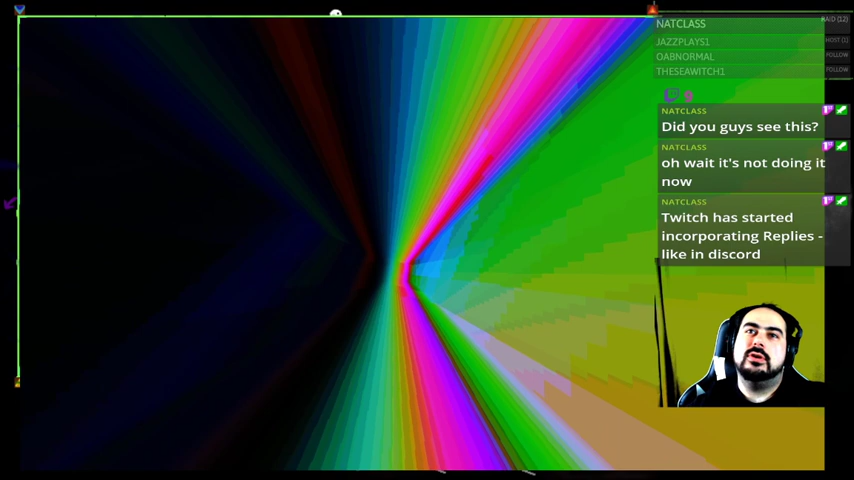 NATCLASS
RAID (12)
JAZZPLAYS1
HOST (1)
OABNORMAL
FOLLOW
THESEAWITCH1
FOLLOW
NATCLASS
Did you guys see this?
NATCLASS
oh wait it's not doing it
now
NATCLASS
Twitch has started
incorporating Replies -
like in discord